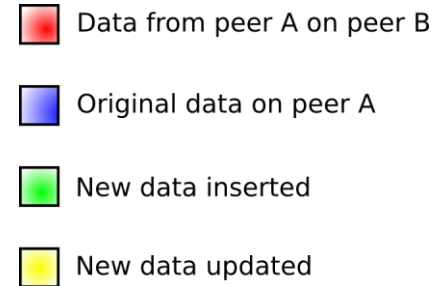 Data from peer A on peer B
Original data on peer A
New data inserted
New data updated